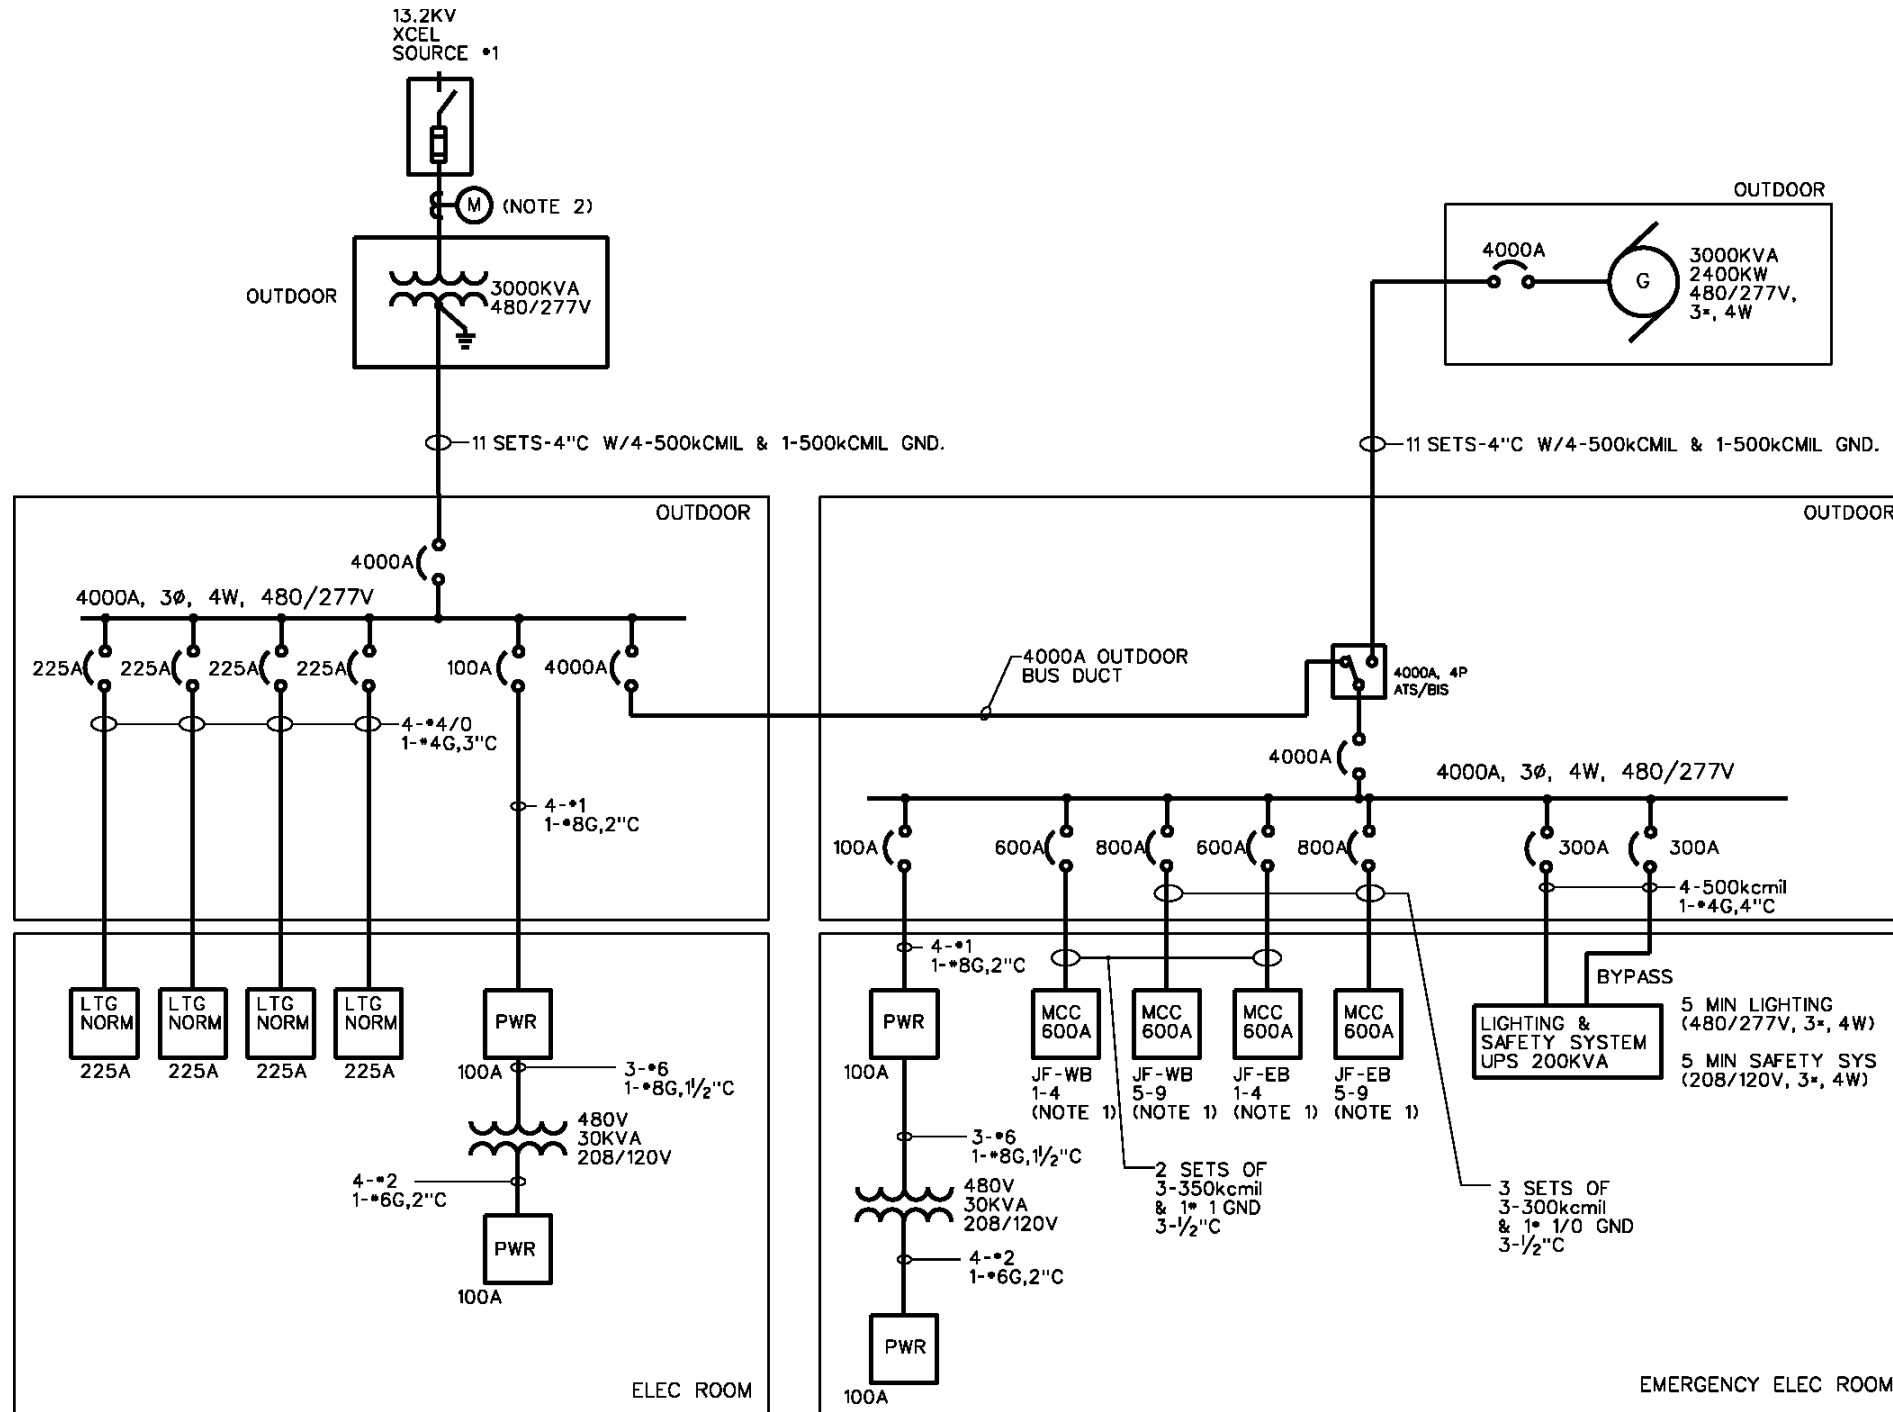 13.2KV
XCEL
SOURCE •1
M (NOTE 2)
OUTDOOR
3000KVA
480/277V
11 SETS-4"C W/4-500kCMIL & 1-500kCMIL GND.
OUTDOOR
4000A
G
3000KVA
2400KW
480/277V,
3*, 4W
11 SETS-4"C W/4-500kCMIL & 1-500kCMIL GND.
OUTDOOR
4000A
4000A, 3Ø, 4W, 480/277V
225A
225A
225A
225A
100A
4000A
4-•4/0
1-•4G,3"C
4-•1
1-•8G,2"C
4000A OUTDOOR
BUS DUCT
OUTDOOR
4000A, 4P
ATS/BIS
4000A
4000A, 3Ø, 4W, 480/277V
100A
600A
800A
600A
800A
300A
300A
4-500kcmil
1-•4G,4"C
LTG
NORM
225A
LTG
NORM
225A
LTG
NORM
225A
LTG
NORM
225A
PWR
100A
3-•6
1-•8G,1½"C
480V
30KVA
208/120V
4-•2
1-•6G,2"C
PWR
100A
ELEC ROOM
4-•1
1-•8G,2"C
PWR
100A
3-•6
1-•8G,1½"C
480V
30KVA
208/120V
4-•2
1-•6G,2"C
PWR
100A
MCC
600A
JF-WB
1-4
(NOTE 1)
MCC
600A
JF-WB
5-9
(NOTE 1)
MCC
600A
JF-EB
1-4
(NOTE 1)
MCC
600A
JF-EB
5-9
(NOTE 1)
BYPASS
LIGHTING &
SAFETY SYSTEM
UPS 200KVA
5 MIN LIGHTING
(480/277V, 3*, 4W)
5 MIN SAFETY SYS
(208/120V, 3*, 4W)
2 SETS OF
3-350kcmil
& 1* 1 GND
3-½"C
3 SETS OF
3-300kcmil
& 1* 1/0 GND
3-½"C
EMERGENCY ELEC ROOM